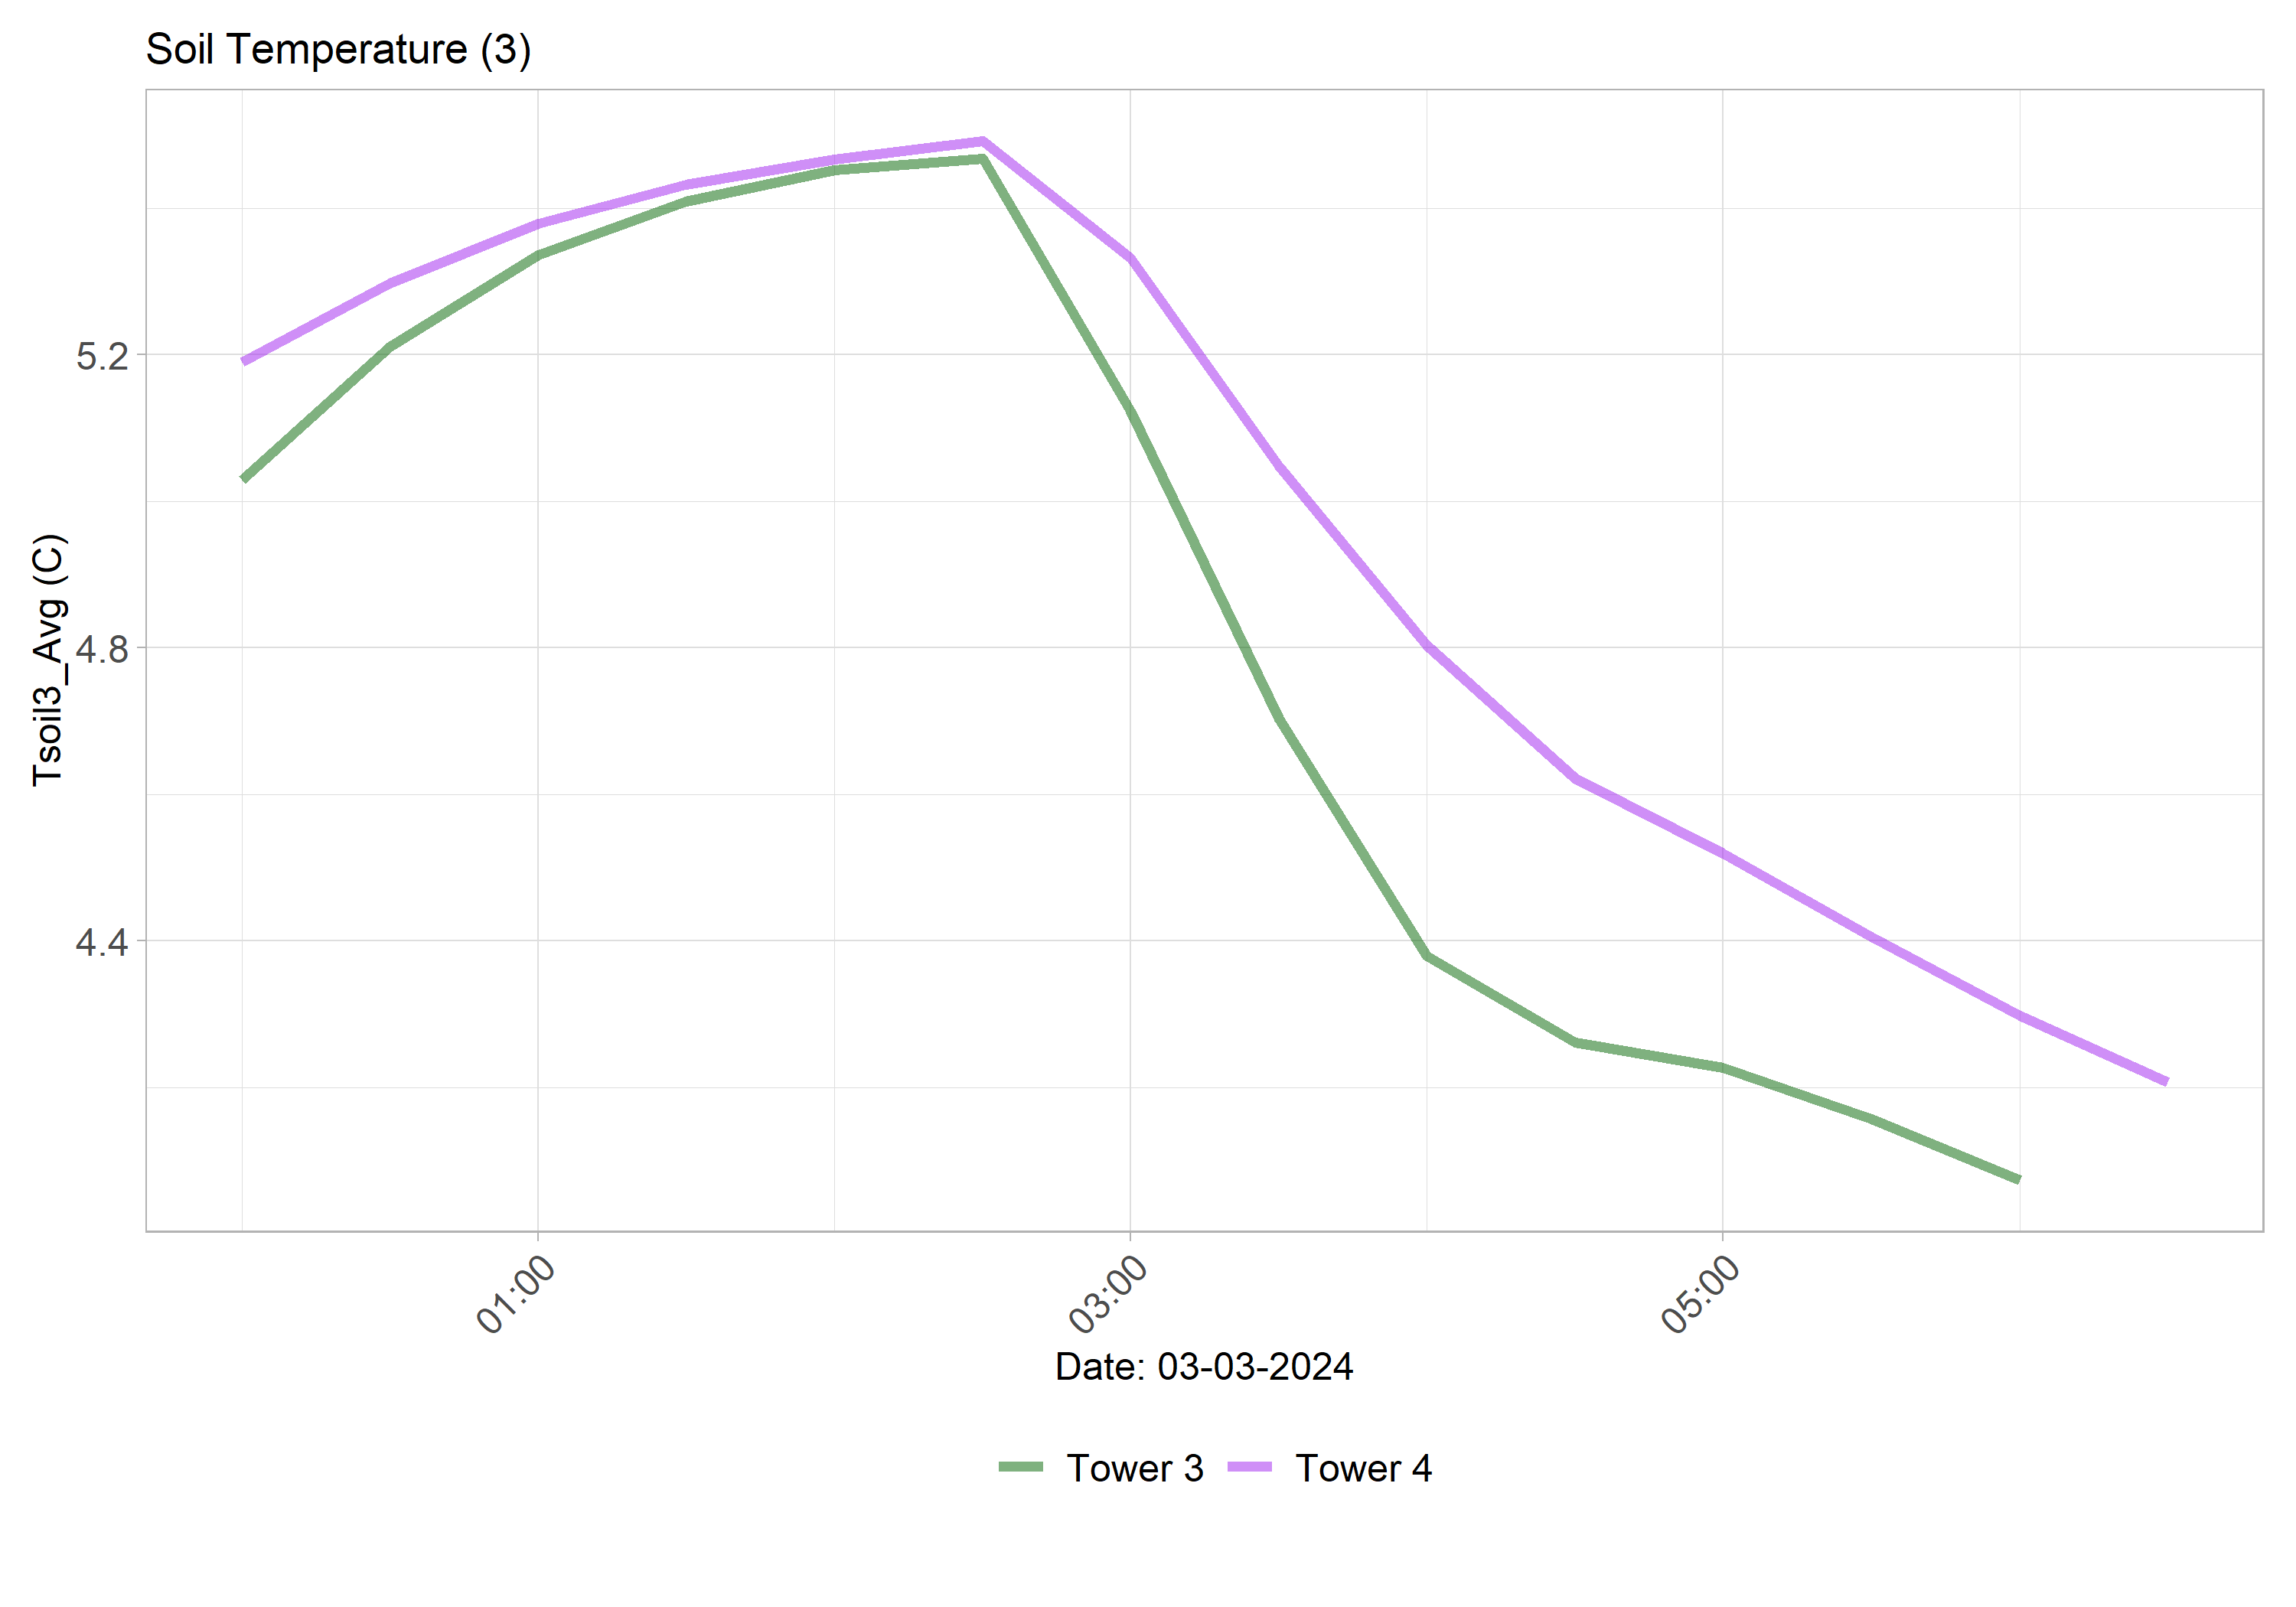 Soil Temperature (3)
Tsoil3_Avg (C)
5.2
4.8
4.4
01:00
03:00
05:00
Date: 03-03-2024
Tower 3
Tower 4